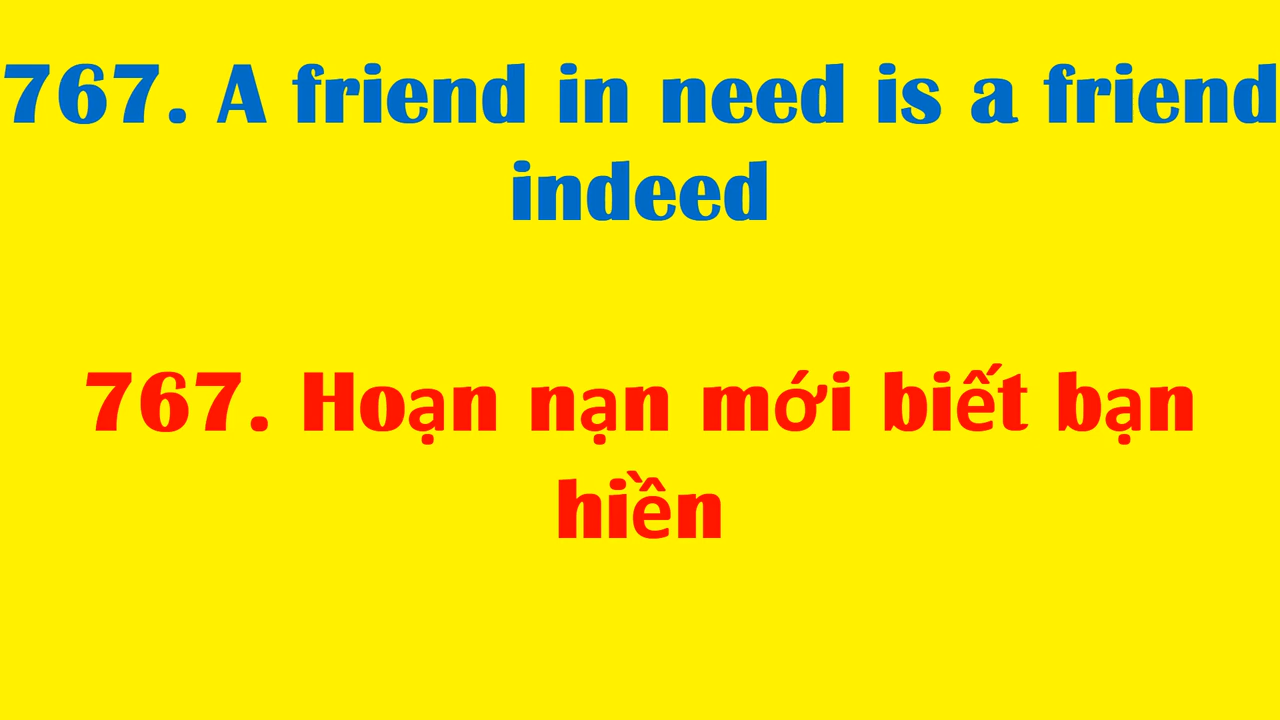 767. A friend in need is a friend
indeed
767. Hoạn nạn mới biết bạn
hiền